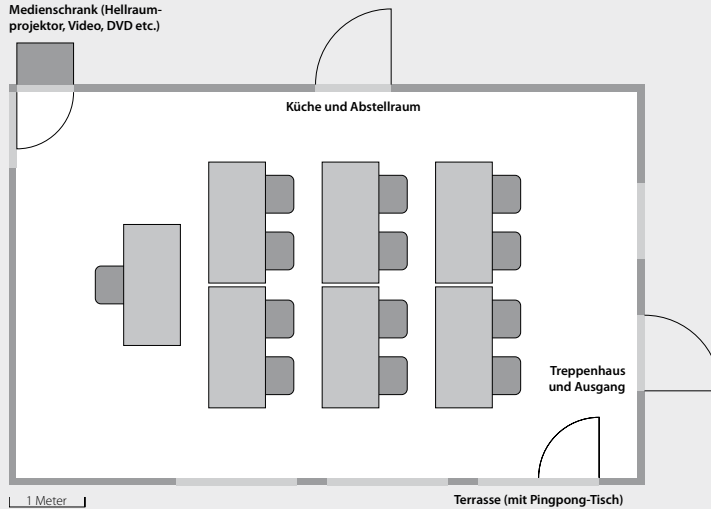 Medienschrank (Hellraum-
projektor, Video, DVD etc.)
Küche und Abstellraum
Treppenhaus
und Ausgang
1 Meter
Terrasse (mit Pingpong-Tisch)